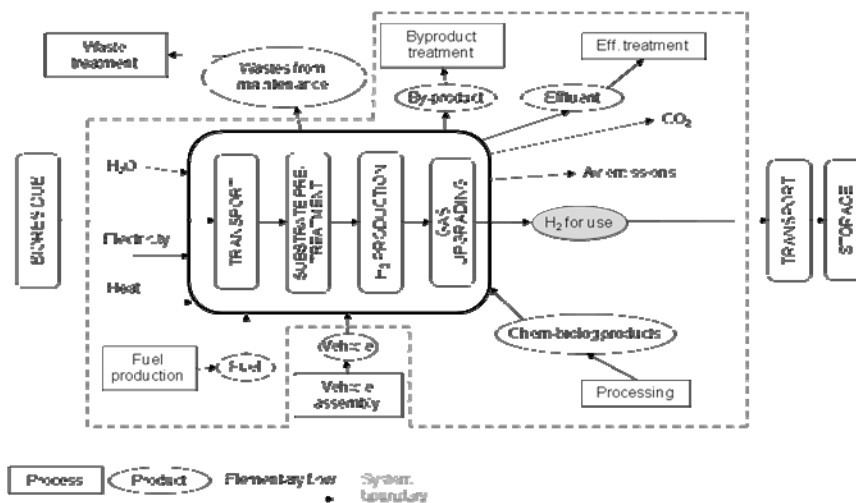 Waste
treatment
Wastes from
maintenance
Byproduct
treatment
Eff. treatment
By-product
Effluent
CO₂
Air emissions
H₂O
Electricity
Heat
BIORESIDUE
TRANSPORT
SUBSTRATE PRE-
TREATMENT
H₂ PRODUCTION
GAS
UPGRADING
H₂ for use
TRANSPORT
STORAGE
Fuel
production
Fuel
Vehicle
Vehicle
assembly
Chem-biolog products
Processing
Process
Product
Elementary flow
System
boundary